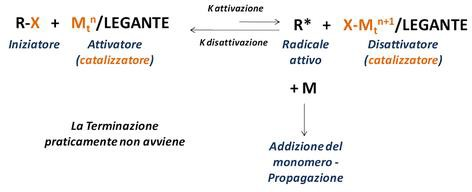 K attivazione
R-X + Mtⁿ/LEGANTE R* + X-Mtⁿ⁺¹/LEGANTE
K disattivazione
Iniziatore Attivatore Radicale Disattivatore
(catalizzatore) attivo (catalizzatore)
+ M
La Terminazione
praticamente non avviene
Addizione del
monomero -
Propagazione